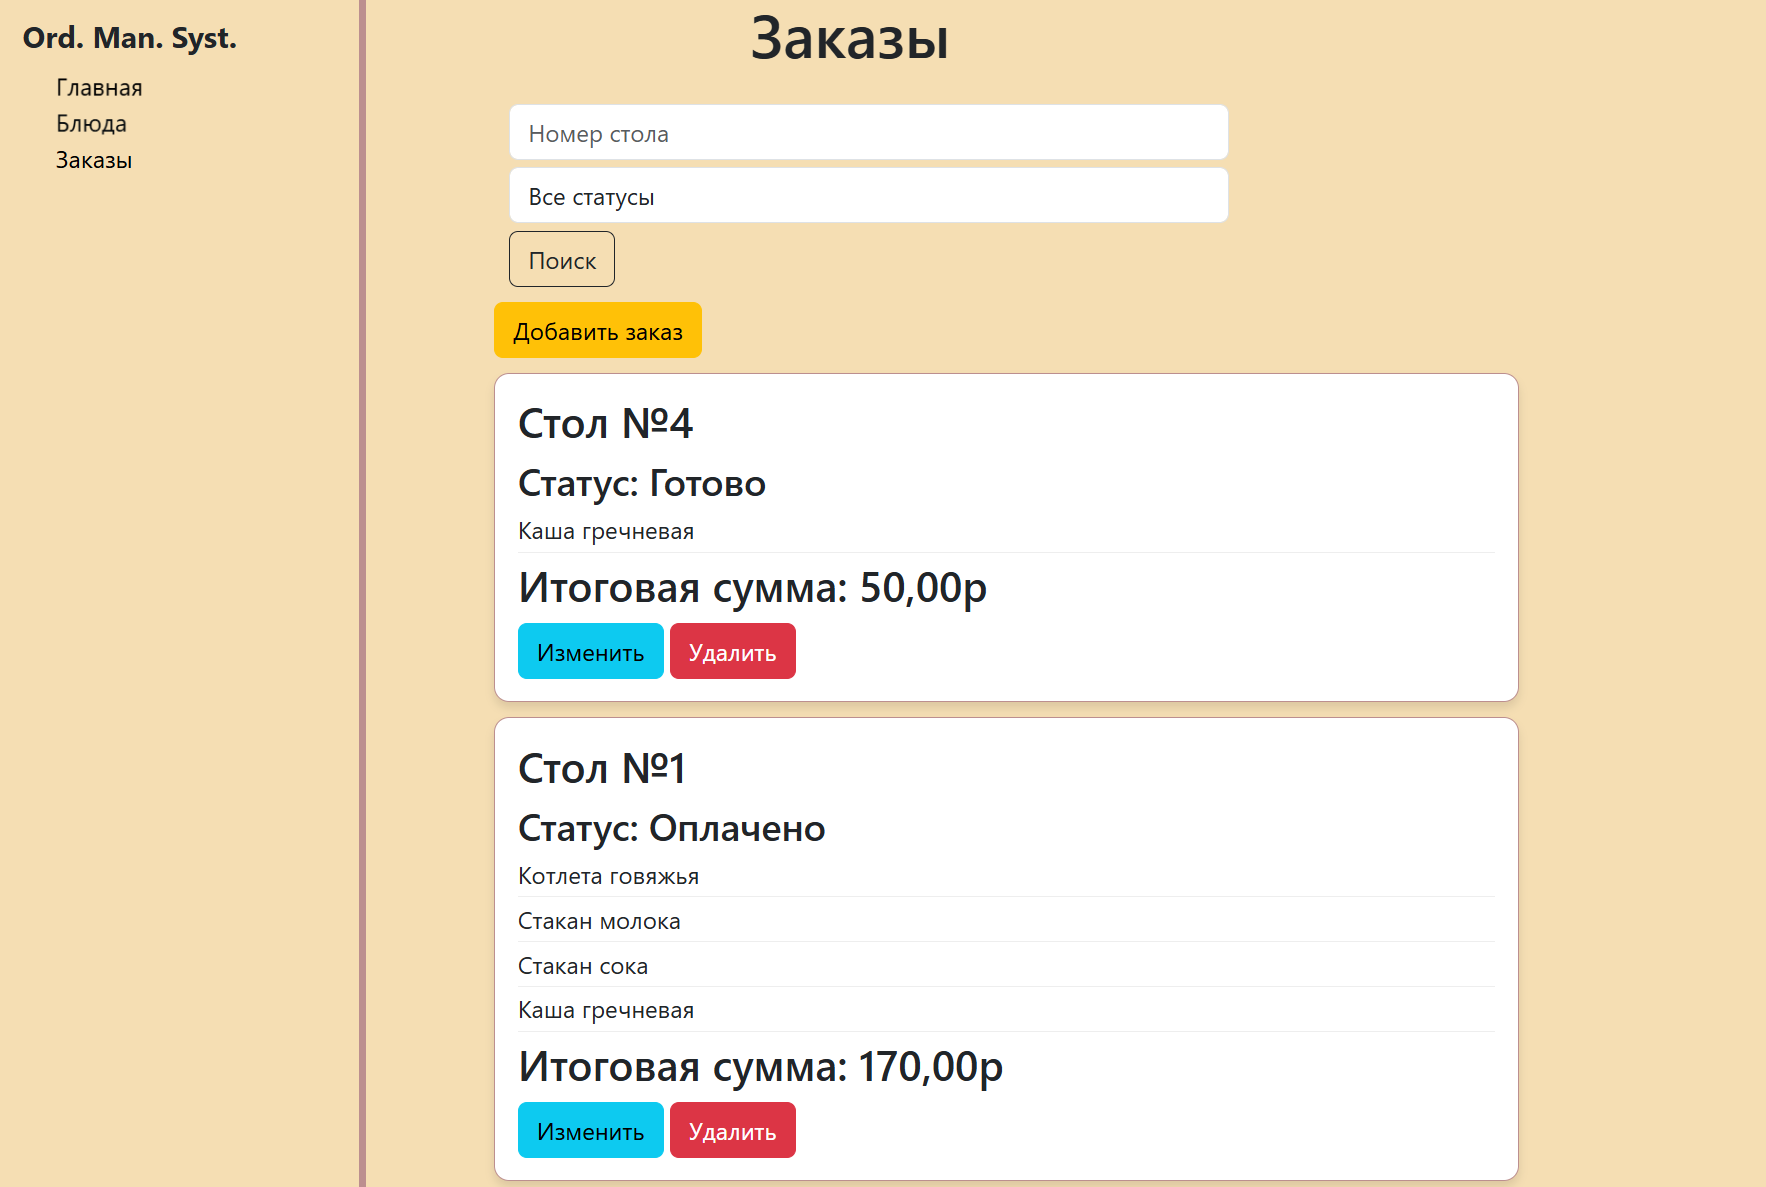 Ord. Man. Syst.
Главная
Блюда
Заказы
Заказы
Номер стола
Все статусы
Поиск
Добавить заказ
Стол №4
Статус: Готово
Каша гречневая
Итоговая сумма: 50,00р
Изменить Удалить
Стол №1
Статус: Оплачено
Котлета говяжья
Стакан молока
Стакан сока
Каша гречневая
Итоговая сумма: 170,00р
Изменить Удалить